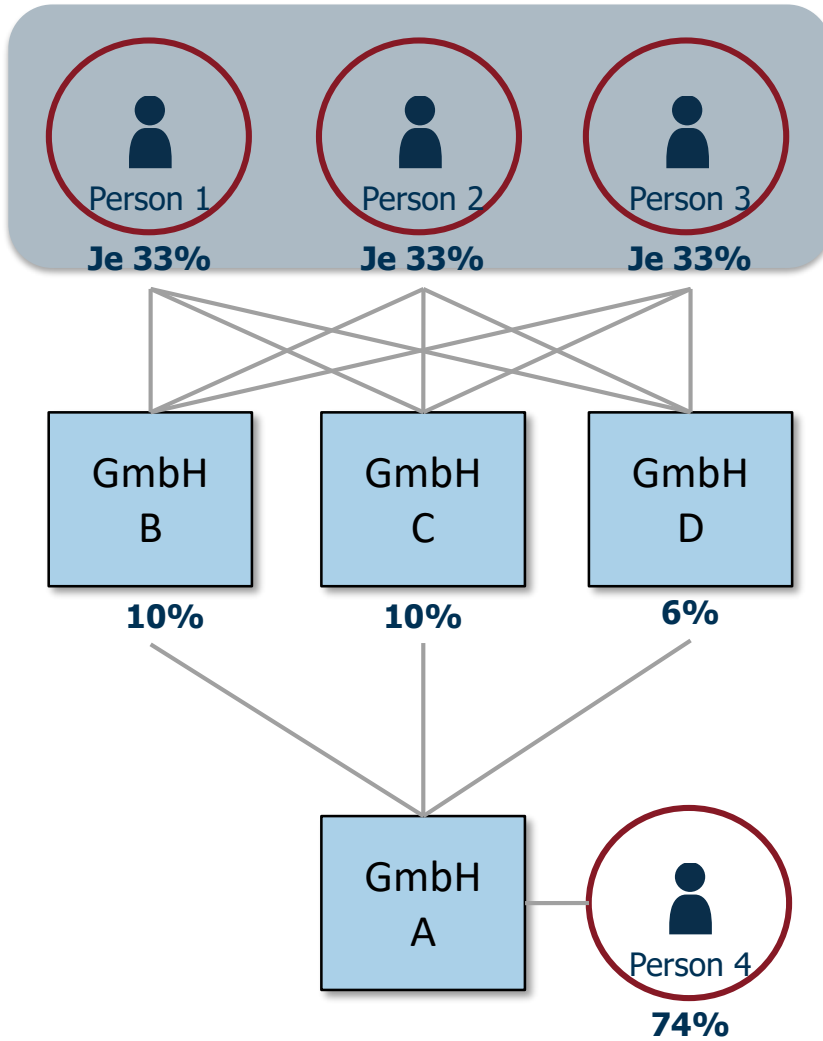 Person 1
Person 2
Person 3
Je 33%
Je 33%
Je 33%
GmbH
B
GmbH
C
GmbH
D
10%
10%
6%
GmbH
A
Person 4
74%